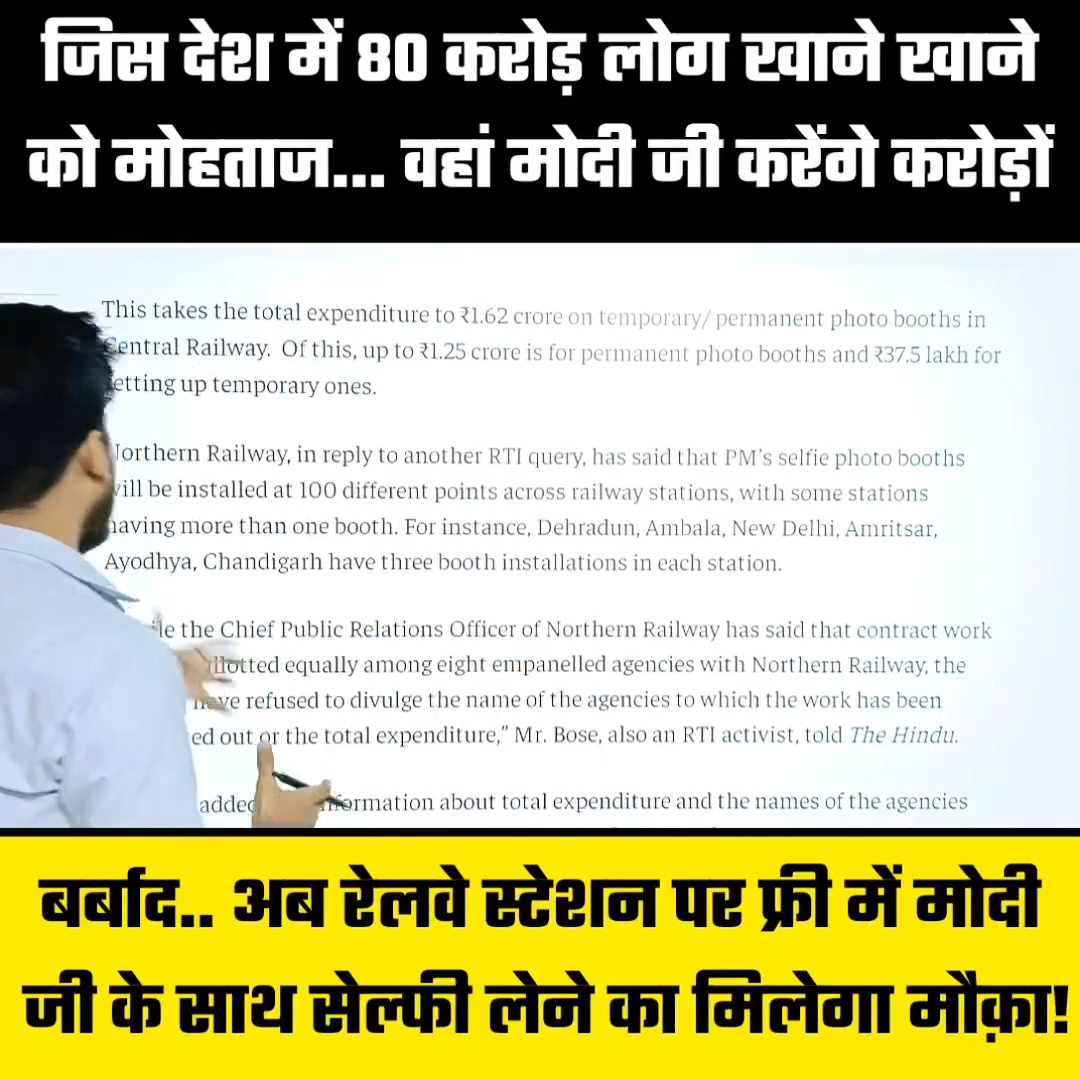 जिस देश में 80 करोड़ लोग खाने खाने
को मोहताज... वहां मोदी जी करेंगे करोड़ों
This takes the total expenditure to ₹1.62 crore on temporary/ permanent photo booths in
Central Railway. Of this, up to ₹1.25 crore is for permanent photo booths and ₹37.5 lakh for
etting up temporary ones.
Northern Railway, in reply to another RTI query, has said that PM's selfie photo booths
will be installed at 100 different points across railway stations, with some stations
having more than one booth. For instance, Dehradun, Ambala, New Delhi, Amritsar,
Ayodhya, Chandigarh have three booth installations in each station.
le the Chief Public Relations Officer of Northern Railway has said that contract work
llotted equally among eight empanelled agencies with Northern Railway, the
have refused to divulge the name of the agencies to which the work has been
ed out or the total expenditure," Mr. Bose, also an RTI activist, told The Hindu.
added formation about total expenditure and the names of the agencies
बर्बाद.. अब रेलवे स्टेशन पर फ्री में मोदी
जी के साथ सेल्फी लेने का मिलेगा मौक़ा!